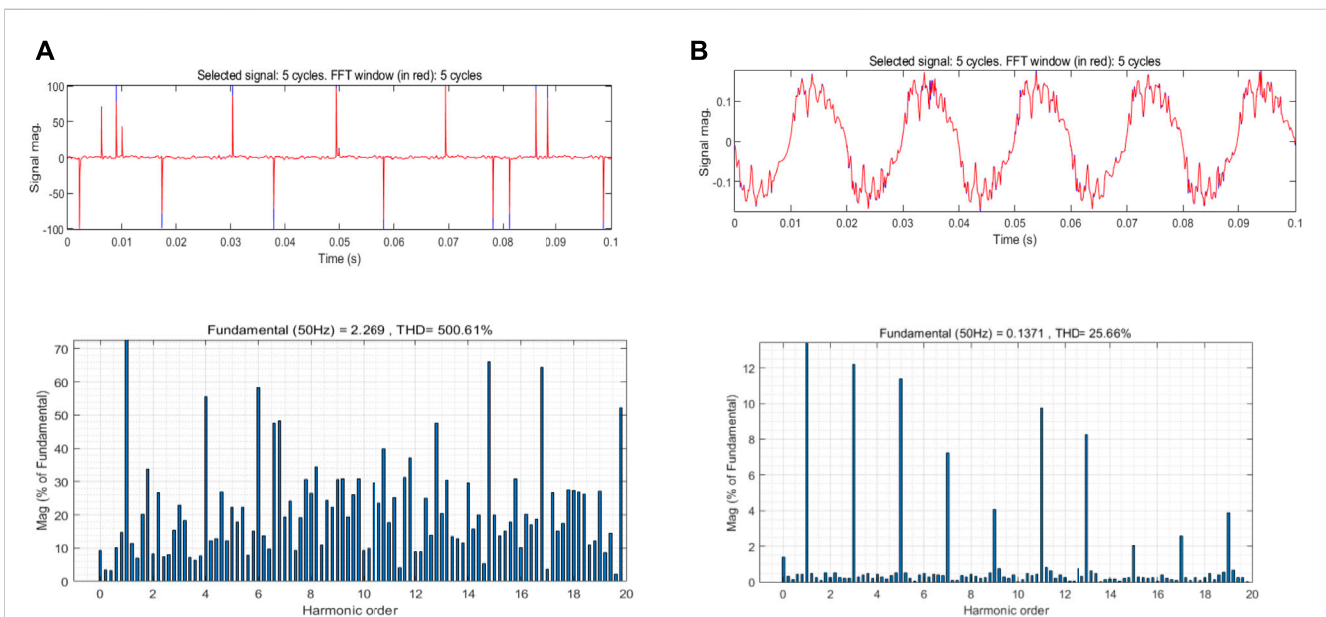 A
Selected signal: 5 cycles. FFT window (in red): 5 cycles
Signal mag.
100
50
0
-50
-100
0 0.01 0.02 0.03 0.04 0.05 0.06 0.07 0.08 0.09 0.1
Time (s)
Fundamental (50Hz) = 2.269 , THD= 500.61%
Mag (% of Fundamental)
70
60
50
40
30
20
10
0
0 2 4 6 8 10 12 14 16 18 20
Harmonic order
B
Selected signal: 5 cycles. FFT window (in red): 5 cycles
Signal mag.
0.1
0
-0.1
0 0.01 0.02 0.03 0.04 0.05 0.06 0.07 0.08 0.09 0.1
Time (s)
Fundamental (50Hz) = 0.1371 , THD= 25.66%
Mag (% of Fundamental)
12
10
8
6
4
2
0
0 2 4 6 8 10 12 14 16 18 20
Harmonic order